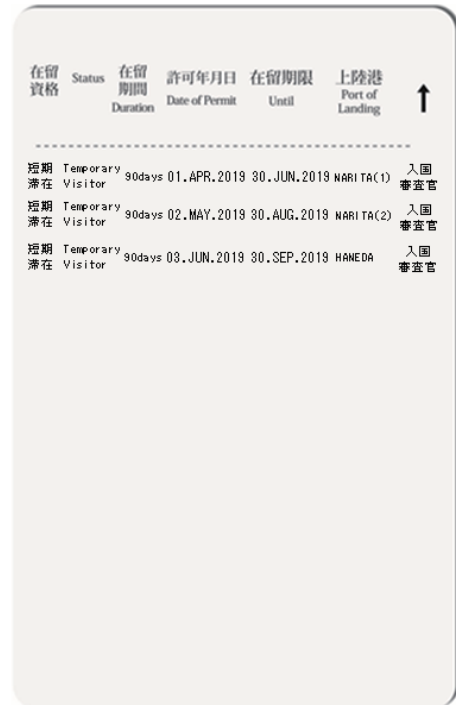 在留資格 Status 在留期間 Duration 許可年月日 Date of Permit 在留期限 Until 上陸港 Port of Landing ↑
短期滞在 Temporary Visitor 90days 01.APR.2019 30.JUN.2019 NARITA(1) 入国審査官
短期滞在 Temporary Visitor 90days 02.MAY.2019 30.AUG.2019 NARITA(2) 入国審査官
短期滞在 Temporary Visitor 90days 03.JUN.2019 30.SEP.2019 HANEDA 入国審査官